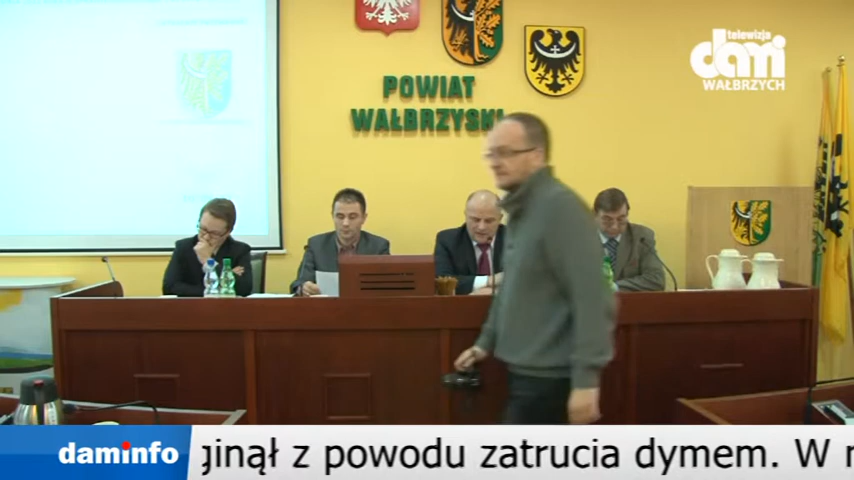 telewizja
dami
WAŁBRZYCH
POWIAT
WAŁBRZYSKI
daminfo
ginął z powodu zatrucia dymem. W